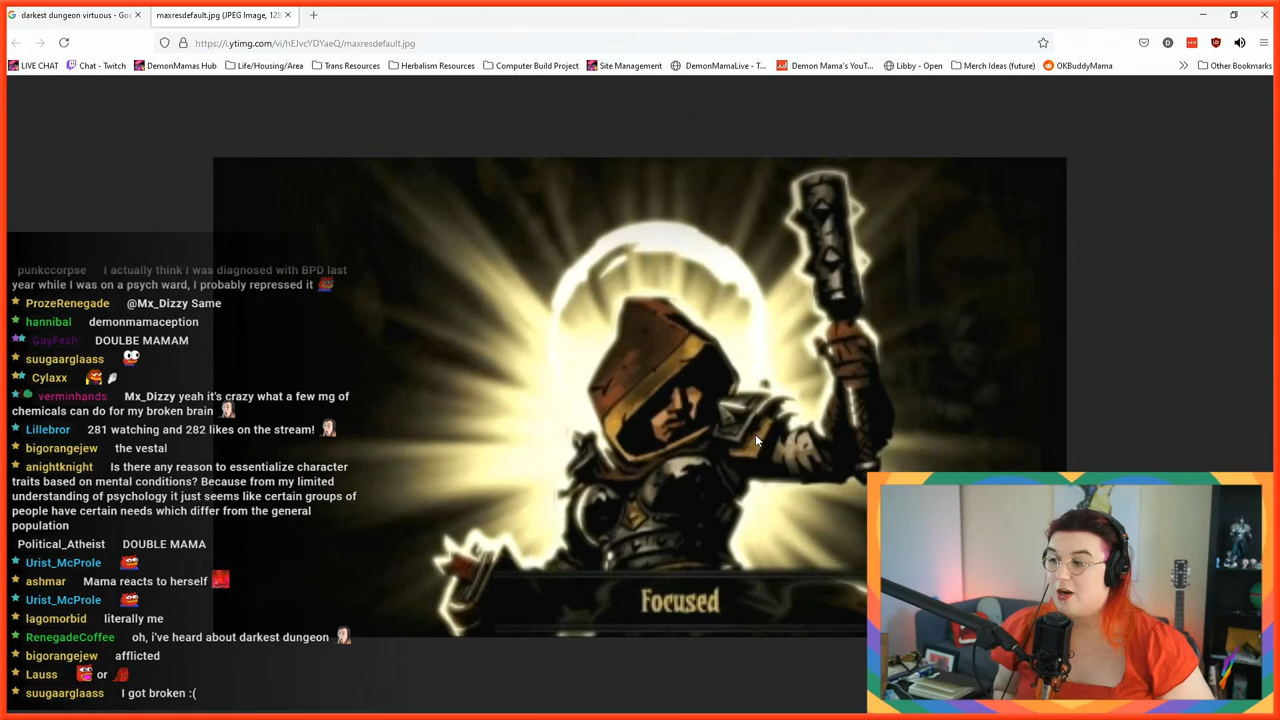 darkest dungeon virtuous - Goo
maxresdefault.jpg (JPEG Image, 128
https://i.ytimg.com/vi/hEJvcYDYaeQ/maxresdefault.jpg
LIVE CHAT
Chat - Twitch
DemonMamas Hub
Life/Housing/Area
Trans Resources
Herbalism Resources
Computer Build Project
Site Management
DemonMamaLive - T...
Demon Mama's YouT...
Libby - Open
Merch Ideas (future)
OKBuddyMama
Other Bookmarks
punkccorpse I actually think I was diagnosed with BPD last
year while I was on a psych ward, I probably repressed it
ProzeRenegade @Mx_Dizzy Same
hannibal demonmamaception
GayFesh DOULBE MAMAM
suugaarglaass
Cylaxx
verminhands Mx_Dizzy yeah it's crazy what a few mg of
chemicals can do for my broken brain
Lillebror 281 watching and 282 likes on the stream!
bigorangejew the vestal
anightknight Is there any reason to essentialize character
traits based on mental conditions? Because from my limited
understanding of psychology it just seems like certain groups of
people have certain needs which differ from the general
population
Political_Atheist DOUBLE MAMA
Urist_McProle
ashmar Mama reacts to herself
Urist_McProle
lagomorbid literally me
RenegadeCoffee oh, i've heard about darkest dungeon
bigorangejew afflicted
Lauss or
suugaarglaass I got broken :(
Focused